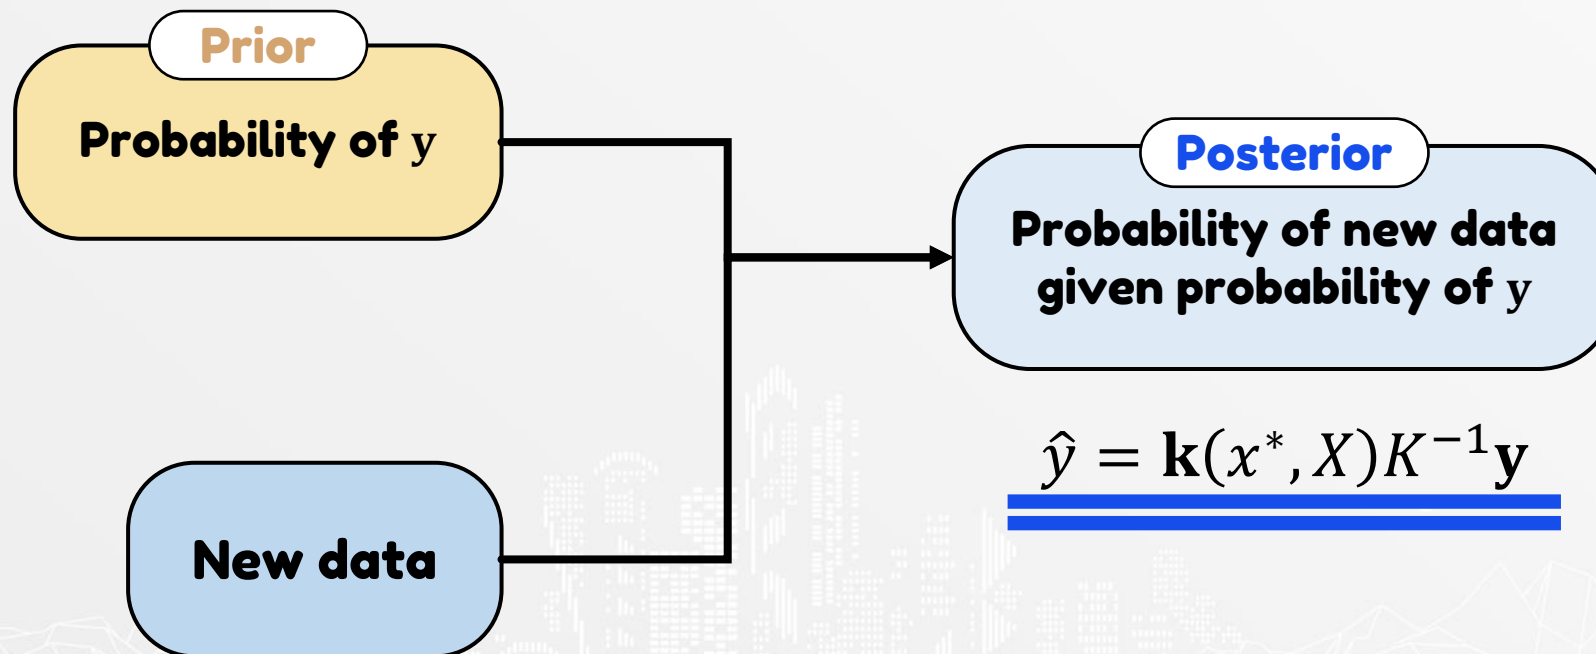 Prior
Probability of y
New data
Posterior
Probability of new data
given probability of y
ŷ = k(x*, X)K⁻¹y